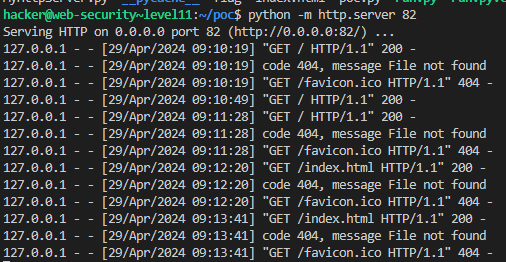 hacker@web-security~level11:~/poc$ python -m http.server 82
Serving HTTP on 0.0.0.0 port 82 (http://0.0.0.0:82/) ...
127.0.0.1 - - [29/Apr/2024 09:10:19] "GET / HTTP/1.1" 200 -
127.0.0.1 - - [29/Apr/2024 09:10:19] code 404, message File not found
127.0.0.1 - - [29/Apr/2024 09:10:19] "GET /favicon.ico HTTP/1.1" 404 -
127.0.0.1 - - [29/Apr/2024 09:10:49] "GET / HTTP/1.1" 200 -
127.0.0.1 - - [29/Apr/2024 09:11:28] "GET / HTTP/1.1" 200 -
127.0.0.1 - - [29/Apr/2024 09:11:28] code 404, message File not found
127.0.0.1 - - [29/Apr/2024 09:11:28] "GET /favicon.ico HTTP/1.1" 404 -
127.0.0.1 - - [29/Apr/2024 09:12:20] "GET /index.html HTTP/1.1" 200 -
127.0.0.1 - - [29/Apr/2024 09:12:20] code 404, message File not found
127.0.0.1 - - [29/Apr/2024 09:12:20] "GET /favicon.ico HTTP/1.1" 404 -
127.0.0.1 - - [29/Apr/2024 09:13:41] "GET /index.html HTTP/1.1" 200 -
127.0.0.1 - - [29/Apr/2024 09:13:41] code 404, message File not found
127.0.0.1 - - [29/Apr/2024 09:13:41] "GET /favicon.ico HTTP/1.1" 404 -